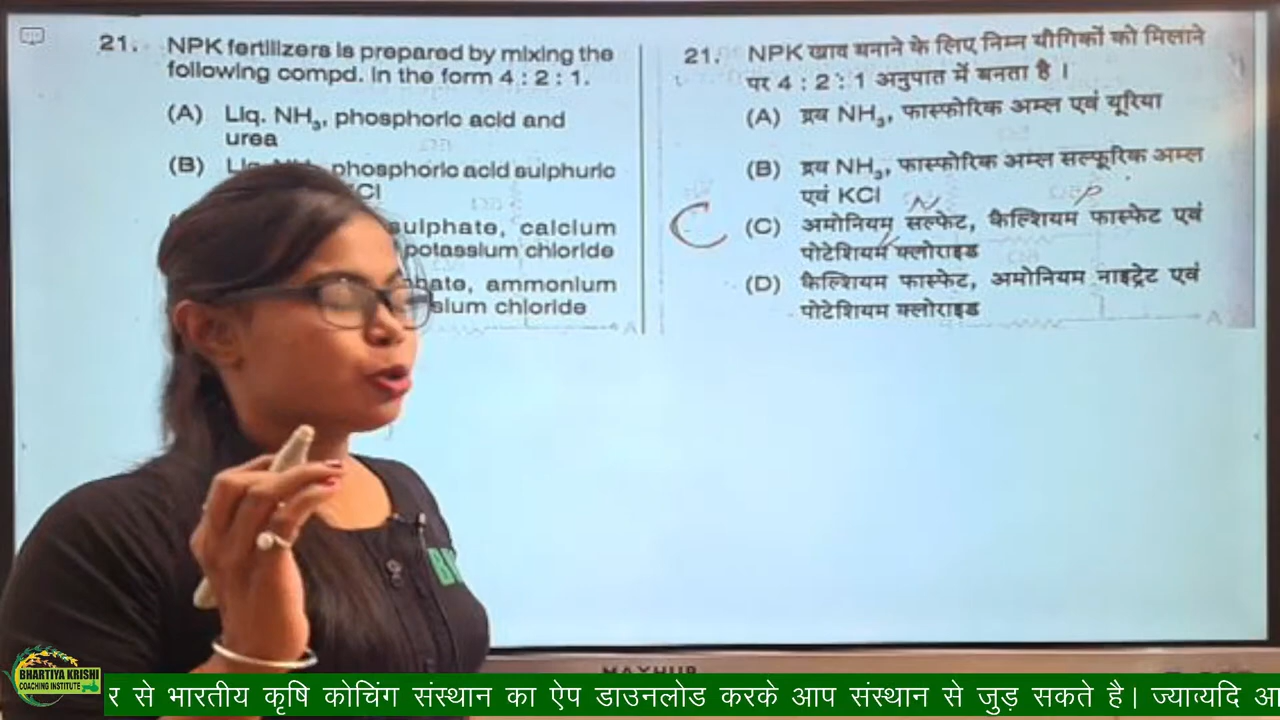 21. NPK fertilizers is prepared by mixing the
following compd. in the form 4 : 2 : 1.
(A) Liq. NH₃, phosphoric acid and
urea
(B) phosphoric acid sulphuric
KCl
sulphate, calcium
potassium chloride
ammonium
chloride
21. NPK खाद बनाने के लिए निम्न यौगिकों को मिलाने
पर 4 : 2 : 1 अनुपात में बनता है ।
(A) द्रव NH₃, फास्फोरिक अम्ल एवं यूरिया
(B) द्रव NH₃, फास्फोरिक अम्ल सल्फूरिक अम्ल
एवं KCl
N P
C (C) अमोनियम सल्फेट, कैल्शियम फास्फेट एवं
पोटेशियम क्लोराइड
(D) कैल्शियम फास्फेट, अमोनियम नाइट्रेट एवं
पोटेशियम क्लोराइड
MAXHUB
BHARTIYA KRISHI
COACHING INSTITUTE
र से भारतीय कृषि कोचिंग संस्थान का ऐप डाउनलोड करके आप संस्थान से जुड़ सकते है। ज्याय्यदि अ